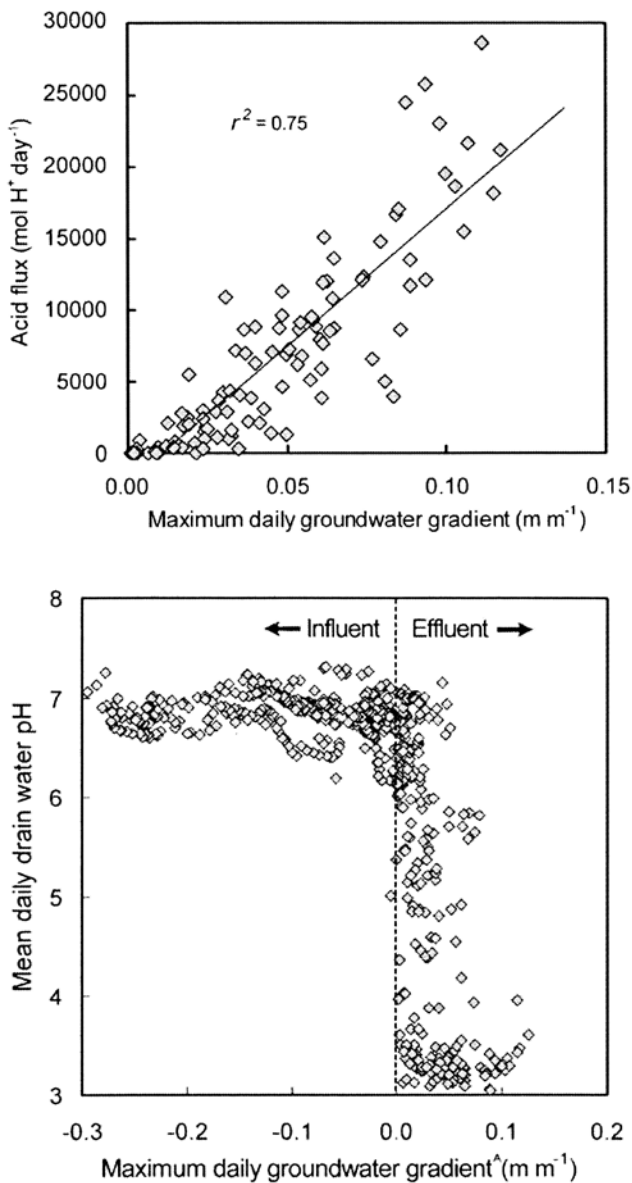 30000
25000
20000
15000
10000
5000
0
Acid flux (mol H⁺ day⁻¹)
r² = 0.75
0.00 0.05 0.10 0.15
Maximum daily groundwater gradient (m m⁻¹)
8
7
6
5
4
3
Mean daily drain water pH
← Influent Effluent →
-0.3 -0.2 -0.1 0.0 0.1 0.2
Maximum daily groundwater gradient^A (m m⁻¹)